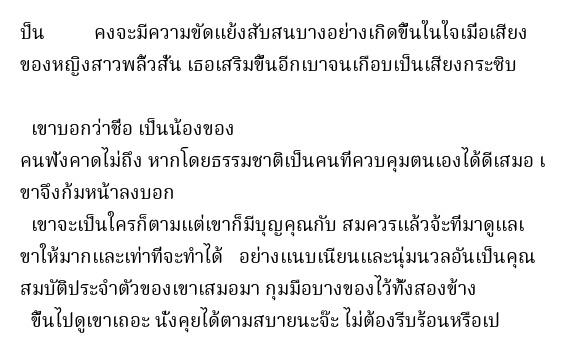 ป็น คงจะมีความขัดแย้งสับสนบางอย่างเกิดขึ้นในใจเมื่อเสียง
ของหญิงสาวพลิ้วสั่น เธอเสริมขึ้นอีกเบาจนเกือบเป็นเสียงกระซิบ
เขาบอกว่าชื่อ เป็นน้องของ
คนฟังคาดไม่ถึง หากโดยธรรมชาติเป็นคนที่ควบคุมตนเองได้ดีเสมอ เ
ขาจึงก้มหน้าลงบอก
เขาจะเป็นใครก็ตามแต่เขาก็มีบุญคุณกับ สมควรแล้วจ้ะที่มาดูแลเ
ขาให้มากและเท่าที่จะทำได้ อย่างแนบเนียนและนุ่มนวลอันเป็นคุณ
สมบัติประจำตัวของเขาเสมอมา กุมมือบางของไว้ทั้งสองข้าง
ขึ้นไปดูเขาเถอะ นั่งคุยได้ตามสบายนะจ๊ะ ไม่ต้องรีบร้อนหรือเป